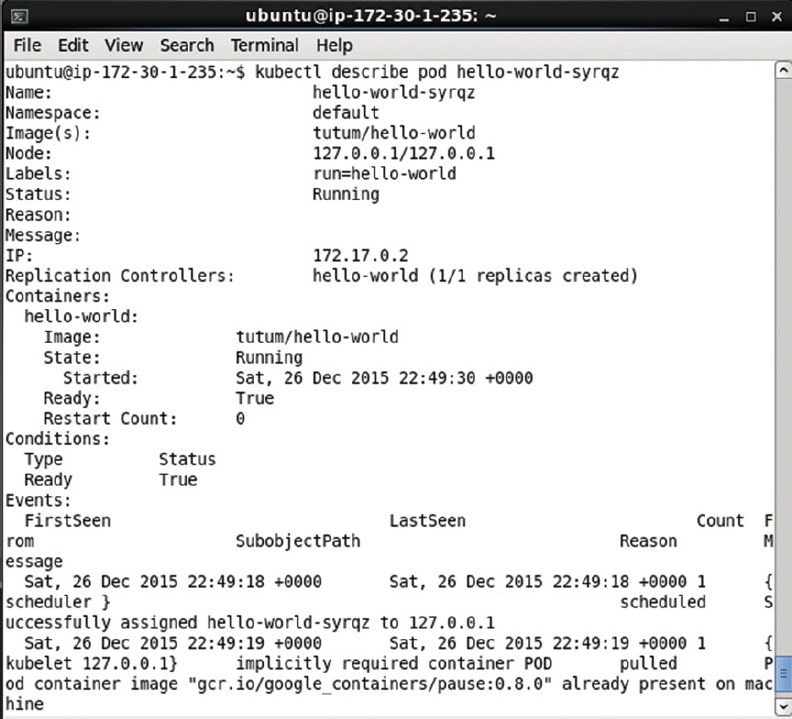 ubuntu@ip-172-30-1-235: ~
File Edit View Search Terminal Help
ubuntu@ip-172-30-1-235:~$ kubectl describe pod hello-world-syrqz
Name: hello-world-syrqz
Namespace: default
Image(s): tutum/hello-world
Node: 127.0.0.1/127.0.0.1
Labels: run=hello-world
Status: Running
Reason:
Message:
IP: 172.17.0.2
Replication Controllers: hello-world (1/1 replicas created)
Containers:
hello-world:
Image: tutum/hello-world
State: Running
Started: Sat, 26 Dec 2015 22:49:30 +0000
Ready: True
Restart Count: 0
Conditions:
Type Status
Ready True
Events:
FirstSeen LastSeen Count F
rom SubobjectPath Reason M
essage
Sat, 26 Dec 2015 22:49:18 +0000 Sat, 26 Dec 2015 22:49:18 +0000 1 {
scheduler } scheduled S
uccessfully assigned hello-world-syrqz to 127.0.0.1
Sat, 26 Dec 2015 22:49:19 +0000 Sat, 26 Dec 2015 22:49:19 +0000 1 {
kubelet 127.0.0.1} implicitly required container POD pulled P
od container image "gcr.io/google_containers/pause:0.8.0" already present on mac
hine